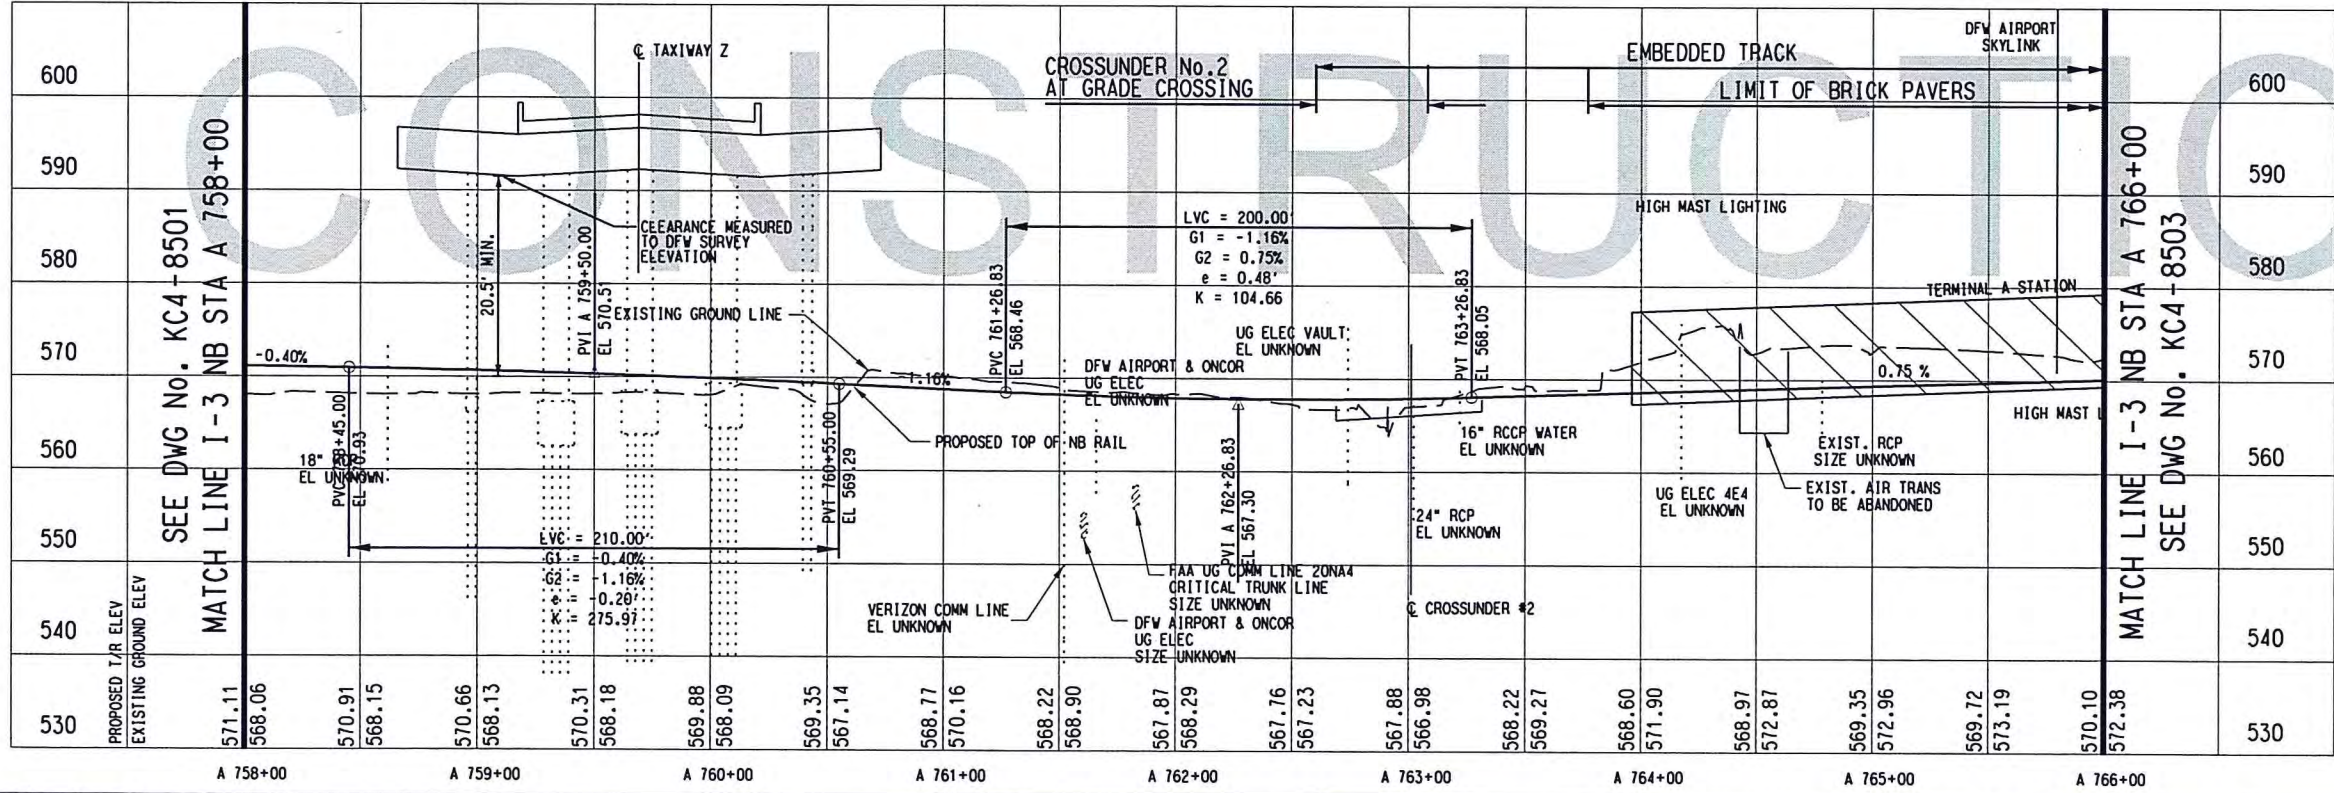 CONSTRUCTIO
600
590
580
570
560
550
540
530
SEE DWG No. KC4-8501
MATCH LINE I-3 NB STA A 758+00
℄ TAXIWAY Z
CROSSUNDER No.2
AT GRADE CROSSING
EMBEDDED TRACK
LIMIT OF BRICK PAVERS
DFW AIRPORT
SKYLINK
20.5' MIN.
CLEARANCE MEASURED
TO DFW SURVEY
ELEVATION
PVI A 759+50.00
EL 570.51
EXISTING GROUND LINE
LVC = 200.00'
G1 = -1.16%
G2 = 0.75%
e = 0.48'
K = 104.66
PVC 761+26.83
EL 568.46
PVT 763+26.83
EL 568.05
HIGH MAST LIGHTING
TERMINAL A STATION
-0.40%
-1.16%
0.75 %
UG ELEC VAULT
EL UNKNOWN
DFW AIRPORT & ONCOR
UG ELEC
EL UNKNOWN
PROPOSED TOP OF NB RAIL
18" RCP
EL UNKNOWN
PVC 758+45.00
EL 570.93
PVT 760+55.00
EL 569.29
LVC = 210.00'
G1 = -0.40%
G2 = -1.16%
e = -0.20'
K = 275.97
PVI A 762+26.83
EL 567.30
16" RCCP WATER
EL UNKNOWN
24" RCP
EL UNKNOWN
HIGH MAST L
EXIST. RCP
SIZE UNKNOWN
UG ELEC 4E4
EL UNKNOWN
EXIST. AIR TRANS
TO BE ABANDONED
FAA UG COMM LINE 20NA4
CRITICAL TRUNK LINE
SIZE UNKNOWN
VERIZON COMM LINE
EL UNKNOWN
DFW AIRPORT & ONCOR
UG ELEC
SIZE UNKNOWN
℄ CROSSUNDER #2
MATCH LINE I-3 NB STA A 766+00
SEE DWG No. KC4-8503
600
590
580
570
560
550
540
530
PROPOSED T/R ELEV
EXISTING GROUND ELEV
571.11
568.06
570.91
568.15
570.66
568.13
570.31
568.18
569.88
568.09
569.35
567.14
568.77
570.16
568.22
568.90
567.87
568.29
567.76
567.23
567.88
566.98
568.22
569.27
568.60
571.90
568.97
572.87
569.35
572.96
569.72
573.19
570.10
572.38
A 758+00
A 759+00
A 760+00
A 761+00
A 762+00
A 763+00
A 764+00
A 765+00
A 766+00